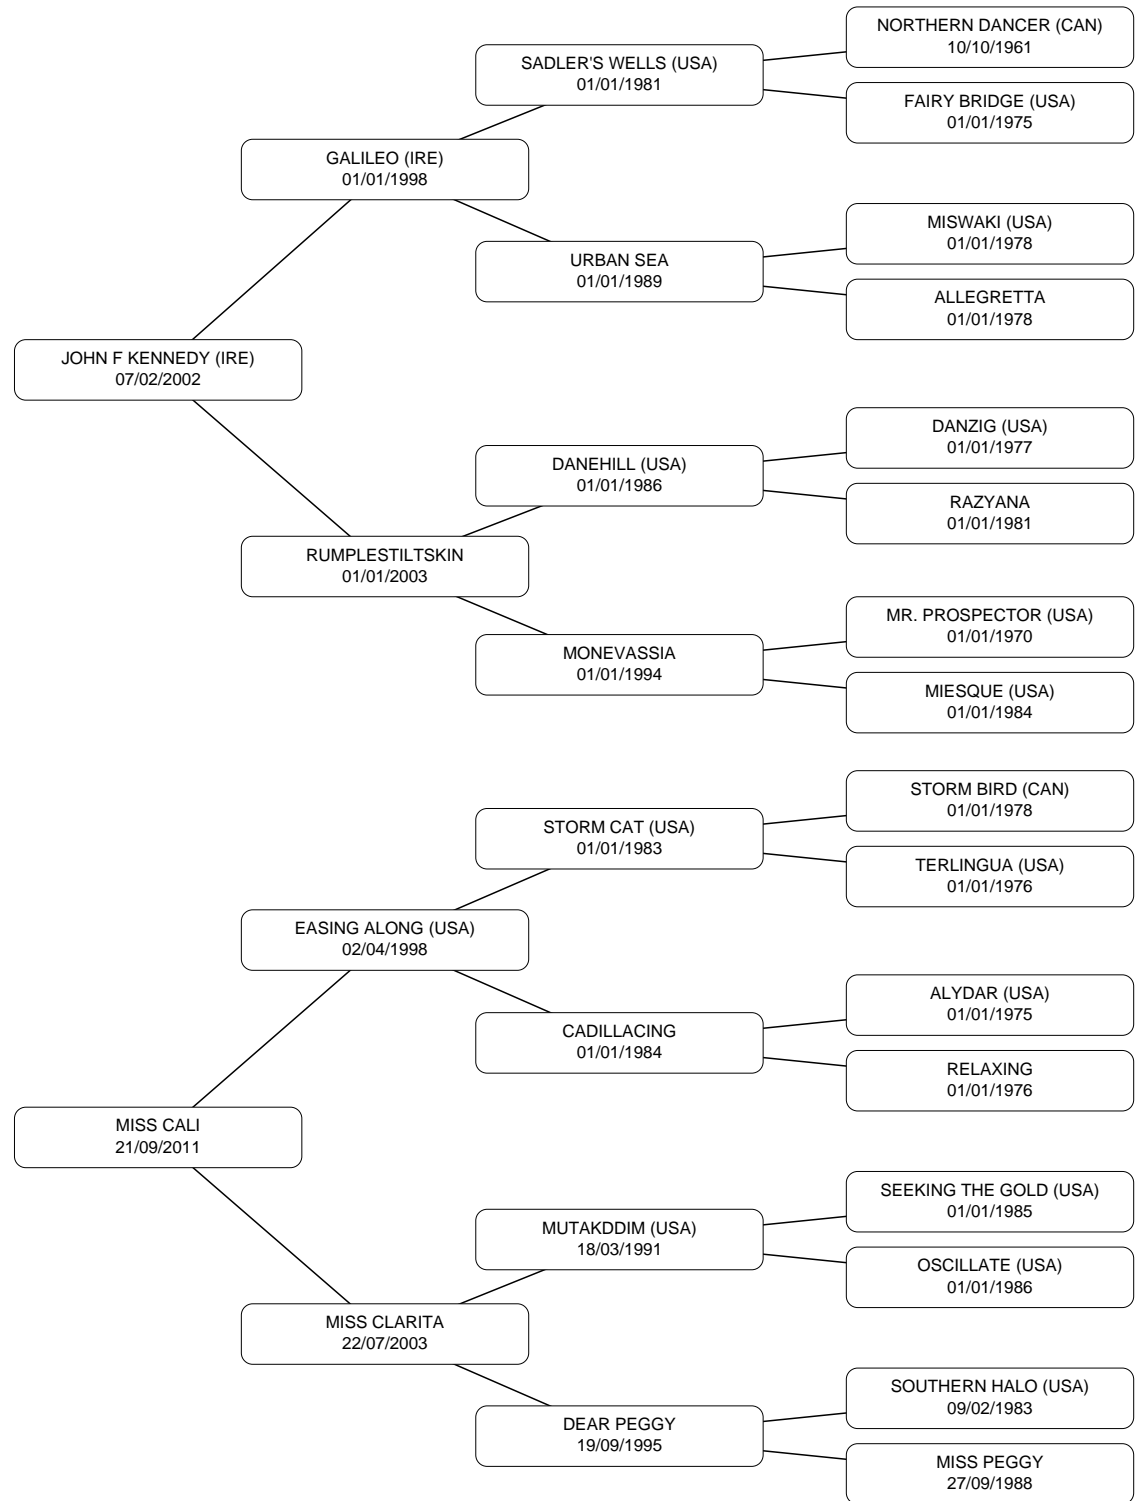 NORTHERN DANCER (CAN)
10/10/1961
SADLER'S WELLS (USA)
01/01/1981
FAIRY BRIDGE (USA)
01/01/1975
GALILEO (IRE)
01/01/1998
MISWAKI (USA)
01/01/1978
URBAN SEA
01/01/1989
ALLEGRETTA
01/01/1978
JOHN F KENNEDY (IRE)
07/02/2002
DANZIG (USA)
01/01/1977
DANEHILL (USA)
01/01/1986
RAZYANA
01/01/1981
RUMPLESTILTSKIN
01/01/2003
MR. PROSPECTOR (USA)
01/01/1970
MONEVASSIA
01/01/1994
MIESQUE (USA)
01/01/1984
STORM BIRD (CAN)
01/01/1978
STORM CAT (USA)
01/01/1983
TERLINGUA (USA)
01/01/1976
EASING ALONG (USA)
02/04/1998
ALYDAR (USA)
01/01/1975
CADILLACING
01/01/1984
RELAXING
01/01/1976
MISS CALI
21/09/2011
SEEKING THE GOLD (USA)
01/01/1985
MUTAKDDIM (USA)
18/03/1991
OSCILLATE (USA)
01/01/1986
MISS CLARITA
22/07/2003
SOUTHERN HALO (USA)
09/02/1983
DEAR PEGGY
19/09/1995
MISS PEGGY
27/09/1988